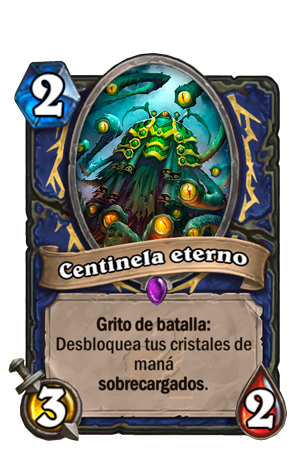 2
Centinela eterno
Grito de batalla:
Desbloquea tus cristales de
maná
sobrecargados.
3
2